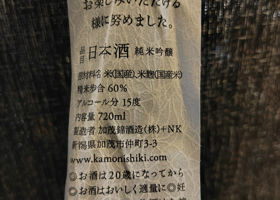 お楽しみいただける
様に努めました。
品目 日本酒 純米吟醸
原材料名 米(国産)、米麹(国産米)
精米歩合 60%
アルコール分 15度
内容量 720ml
製造者 加茂錦酒造(株)+NK
新潟県加茂市仲町3-3
www.kamonishiki.com
◎お酒は20歳になってから
◎お酒はおいしく適量に◎妊